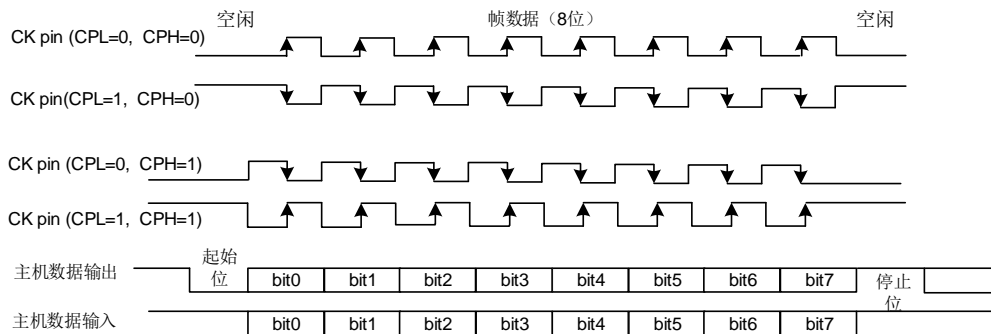 空闲 帧数据（8位） 空闲
CK pin (CPL=0, CPH=0)
CK pin(CPL=1, CPH=0)
CK pin (CPL=0, CPH=1)
CK pin (CPL=1, CPH=1)
主机数据输出 起始位 bit0 bit1 bit2 bit3 bit4 bit5 bit6 bit7 停止位
主机数据输入 bit0 bit1 bit2 bit3 bit4 bit5 bit6 bit7